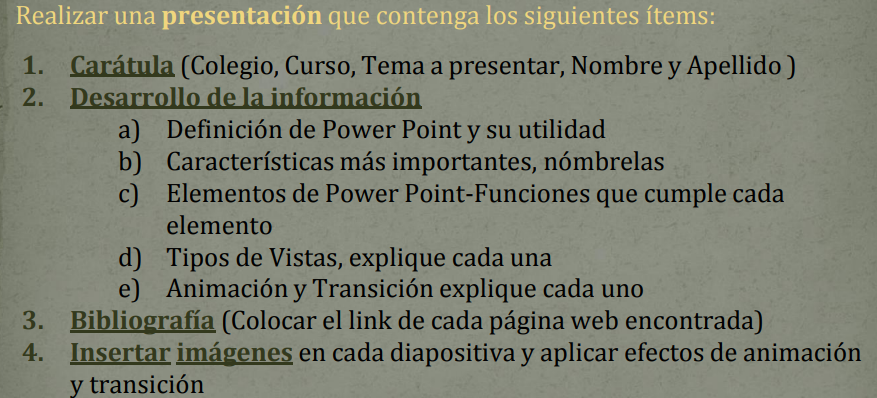 Realizar una presentación que contenga los siguientes ítems:
1. Carátula (Colegio, Curso, Tema a presentar, Nombre y Apellido )
2. Desarrollo de la información
a) Definición de Power Point y su utilidad
b) Características más importantes, nómbrelas
c) Elementos de Power Point-Funciones que cumple cada
elemento
d) Tipos de Vistas, explique cada una
e) Animación y Transición explique cada uno
3. Bibliografía (Colocar el link de cada página web encontrada)
4. Insertar imágenes en cada diapositiva y aplicar efectos de animación
y transición